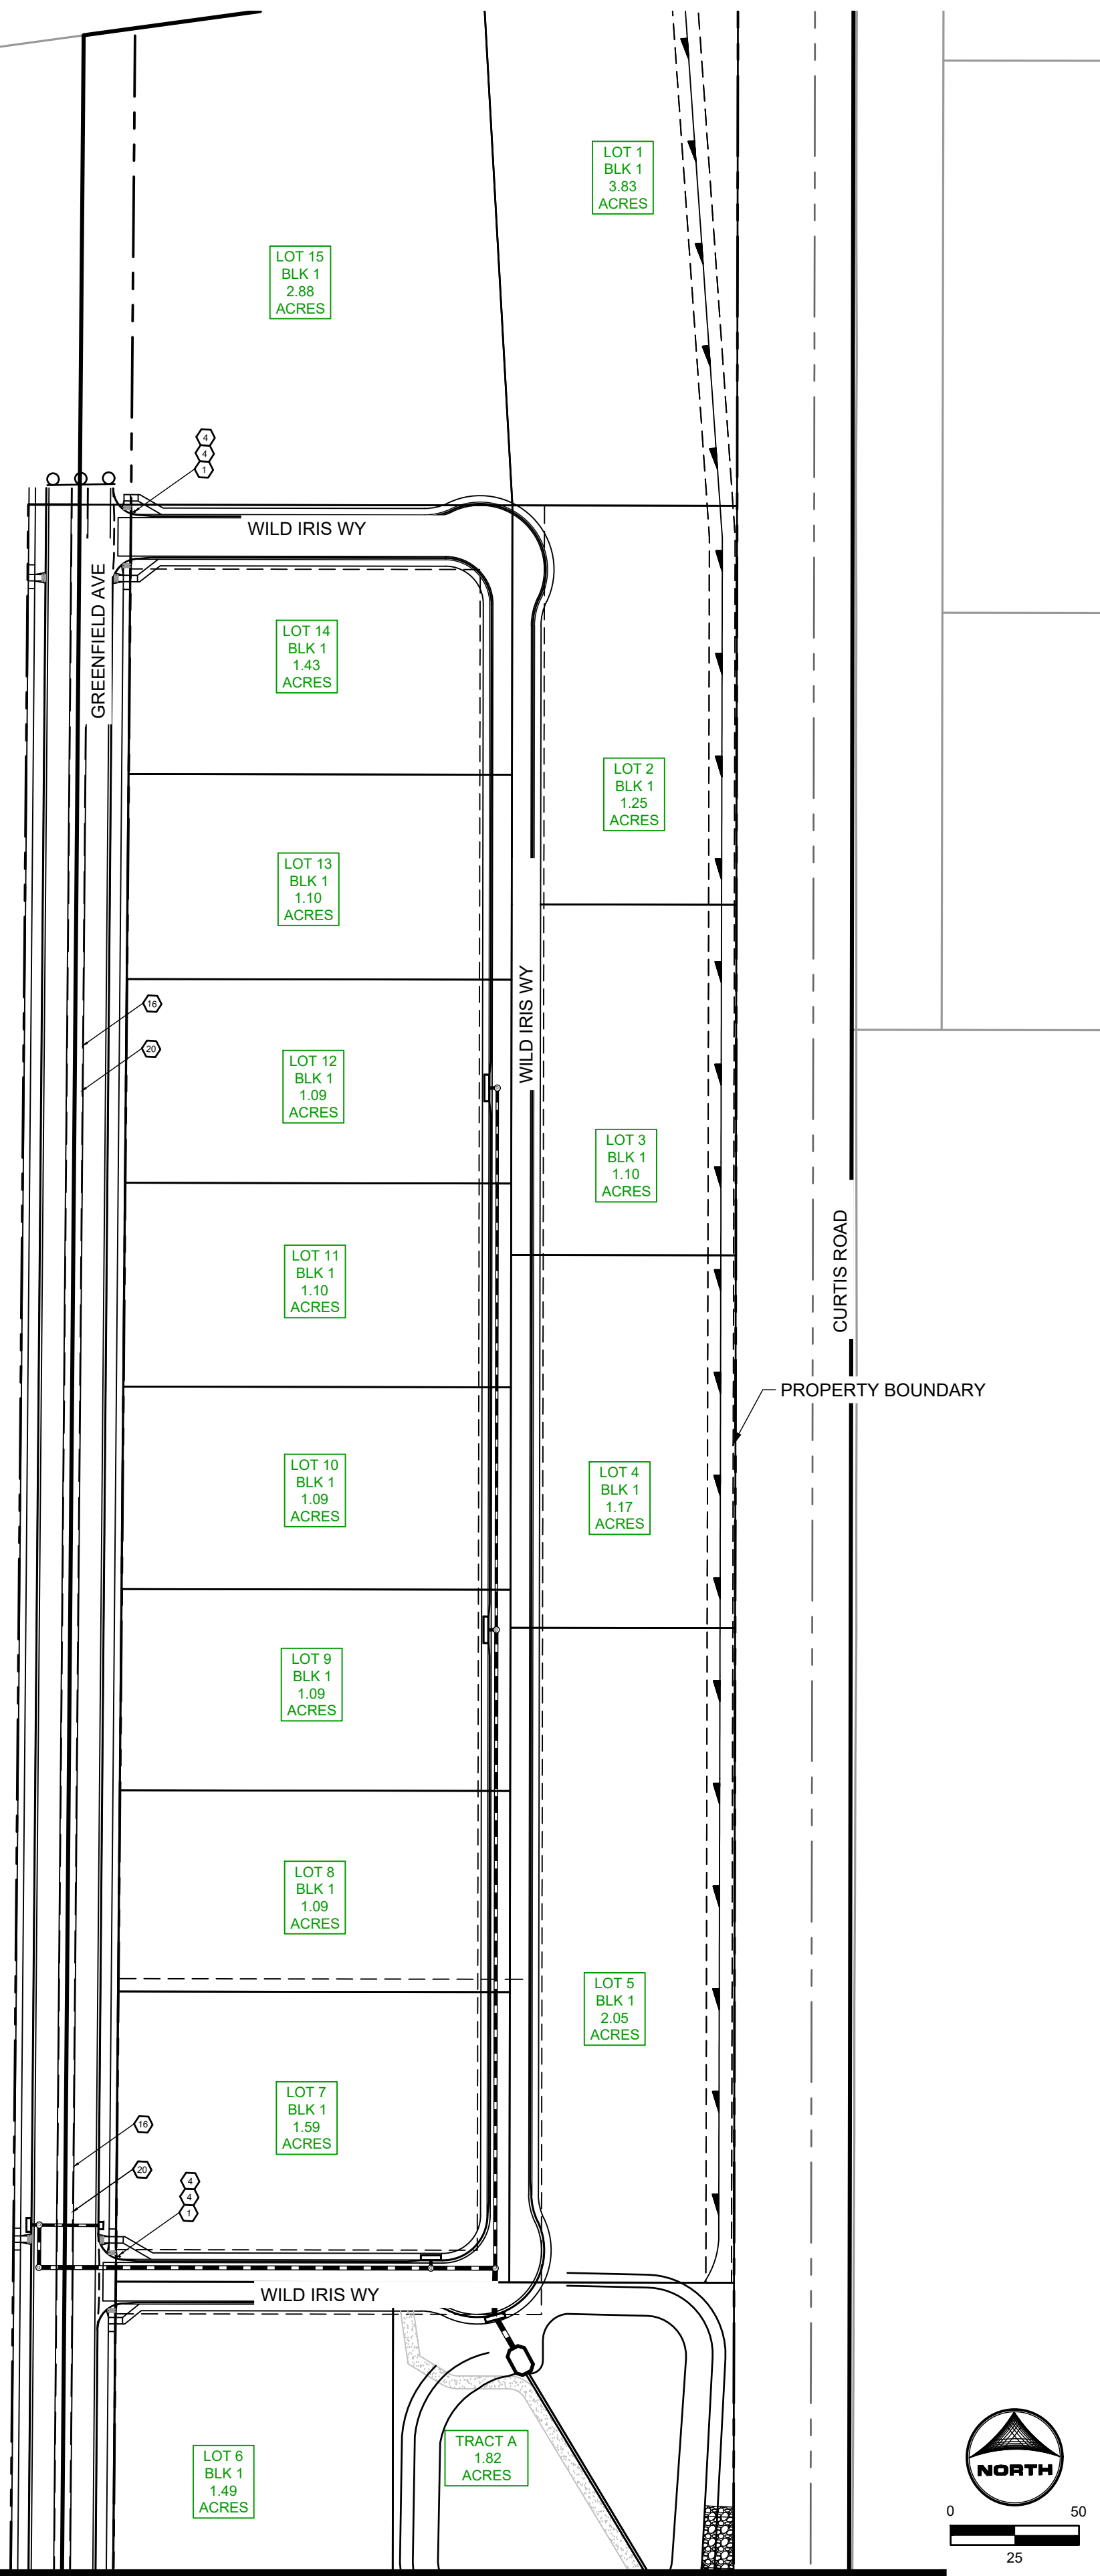 LOT 1
BLK 1
3.83
ACRES
LOT 15
BLK 1
2.88
ACRES
4
4
1
WILD IRIS WY
GREENFIELD AVE
LOT 14
BLK 1
1.43
ACRES
LOT 2
BLK 1
1.25
ACRES
LOT 13
BLK 1
1.10
ACRES
16
20
WILD IRIS WY
LOT 12
BLK 1
1.09
ACRES
LOT 3
BLK 1
1.10
ACRES
CURTIS ROAD
LOT 11
BLK 1
1.10
ACRES
PROPERTY BOUNDARY
LOT 10
BLK 1
1.09
ACRES
LOT 4
BLK 1
1.17
ACRES
LOT 9
BLK 1
1.09
ACRES
LOT 8
BLK 1
1.09
ACRES
LOT 5
BLK 1
2.05
ACRES
LOT 7
BLK 1
1.59
ACRES
16
20
4
4
1
WILD IRIS WY
TRACT A
1.82
ACRES
LOT 6
BLK 1
1.49
ACRES
NORTH
0 50
25